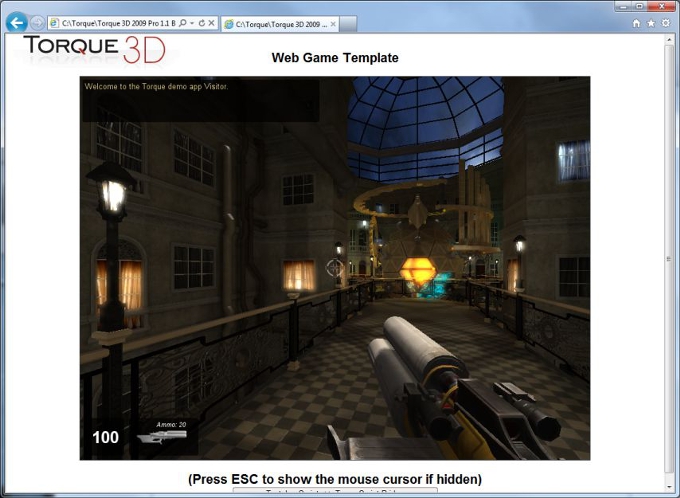 C:\Torque\Torque 3D 2009 Pro 1.1 B
C:\Torque\Torque 3D 2009 ...
TORQUE 3D
Web Game Template
Welcome to the Torque demo app Visitor.
Ammo: 20
100
(Press ESC to show the mouse cursor if hidden)